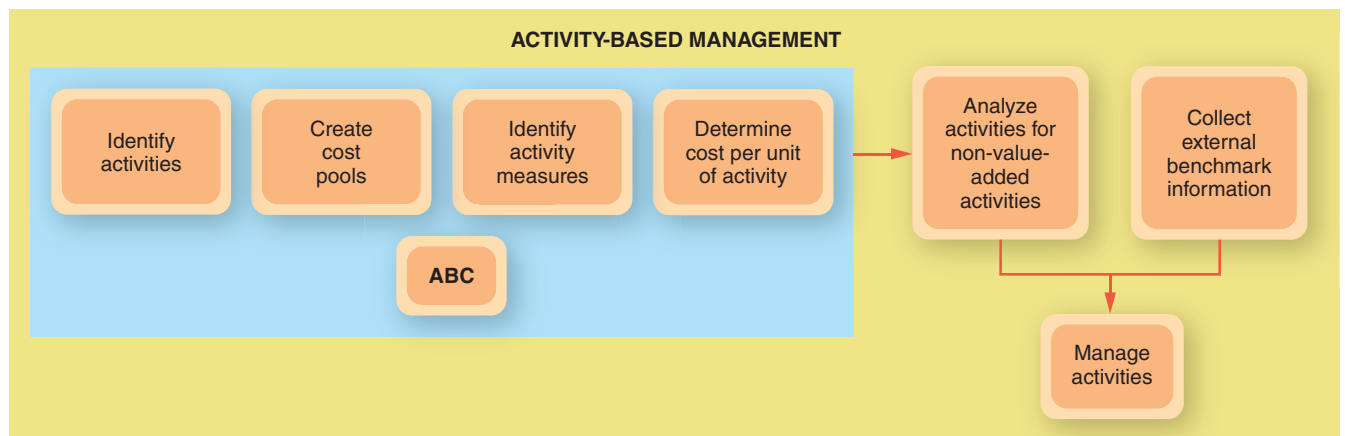 ACTIVITY-BASED MANAGEMENT
Identify
activities
Create
cost
pools
Identify
activity
measures
Determine
cost per unit
of activity
ABC
Analyze
activities for
non-value-
added
activities
Collect
external
benchmark
information
Manage
activities